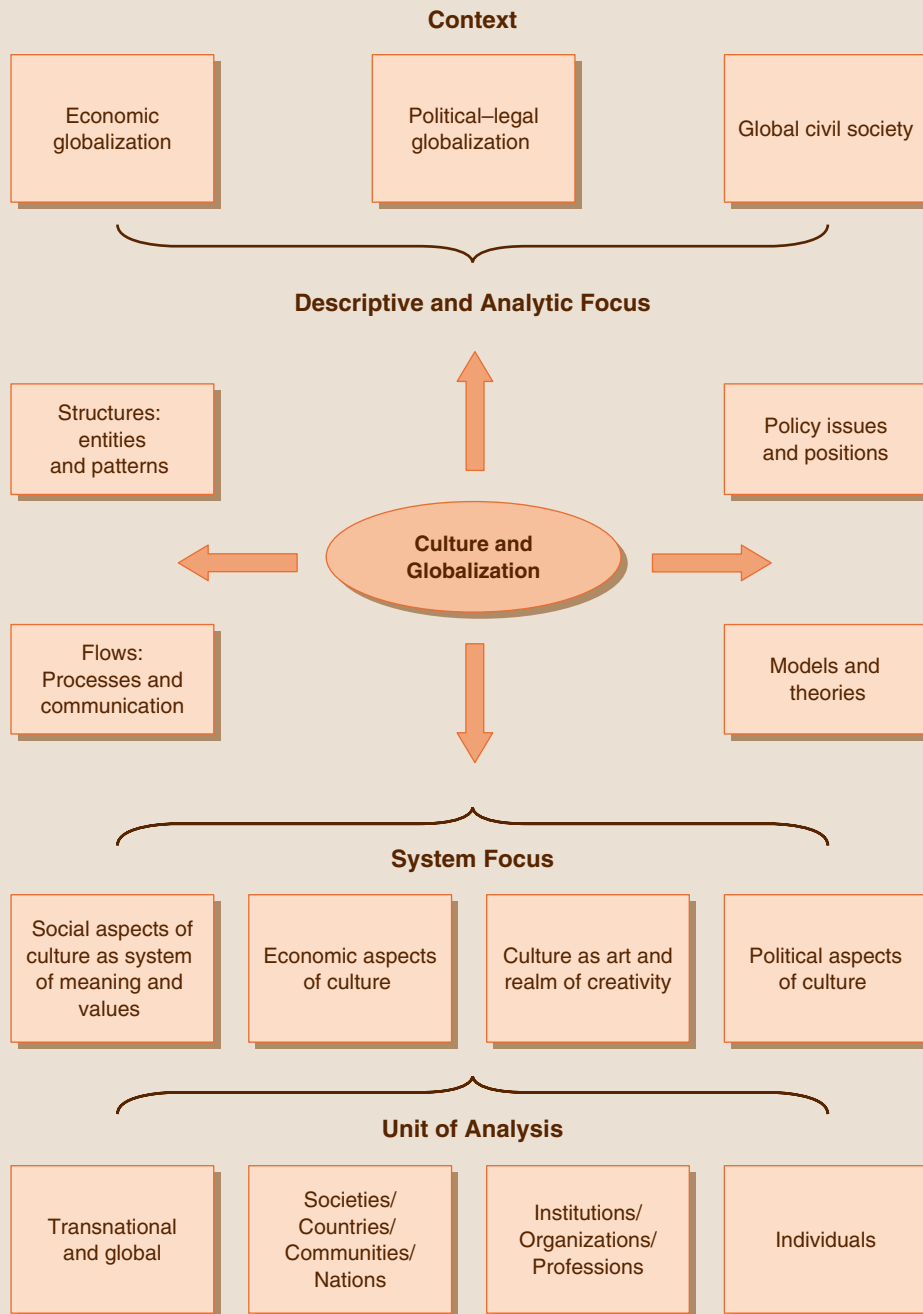 Context
Economic
globalization
Political–legal
globalization
Global civil society
Descriptive and Analytic Focus
Structures:
entities
and patterns
Policy issues
and positions
Culture and
Globalization
Flows:
Processes and
communication
Models and
theories
System Focus
Social aspects of
culture as system
of meaning and
values
Economic aspects
of culture
Culture as art and
realm of creativity
Political aspects
of culture
Unit of Analysis
Transnational
and global
Societies/
Countries/
Communities/
Nations
Institutions/
Organizations/
Professions
Individuals